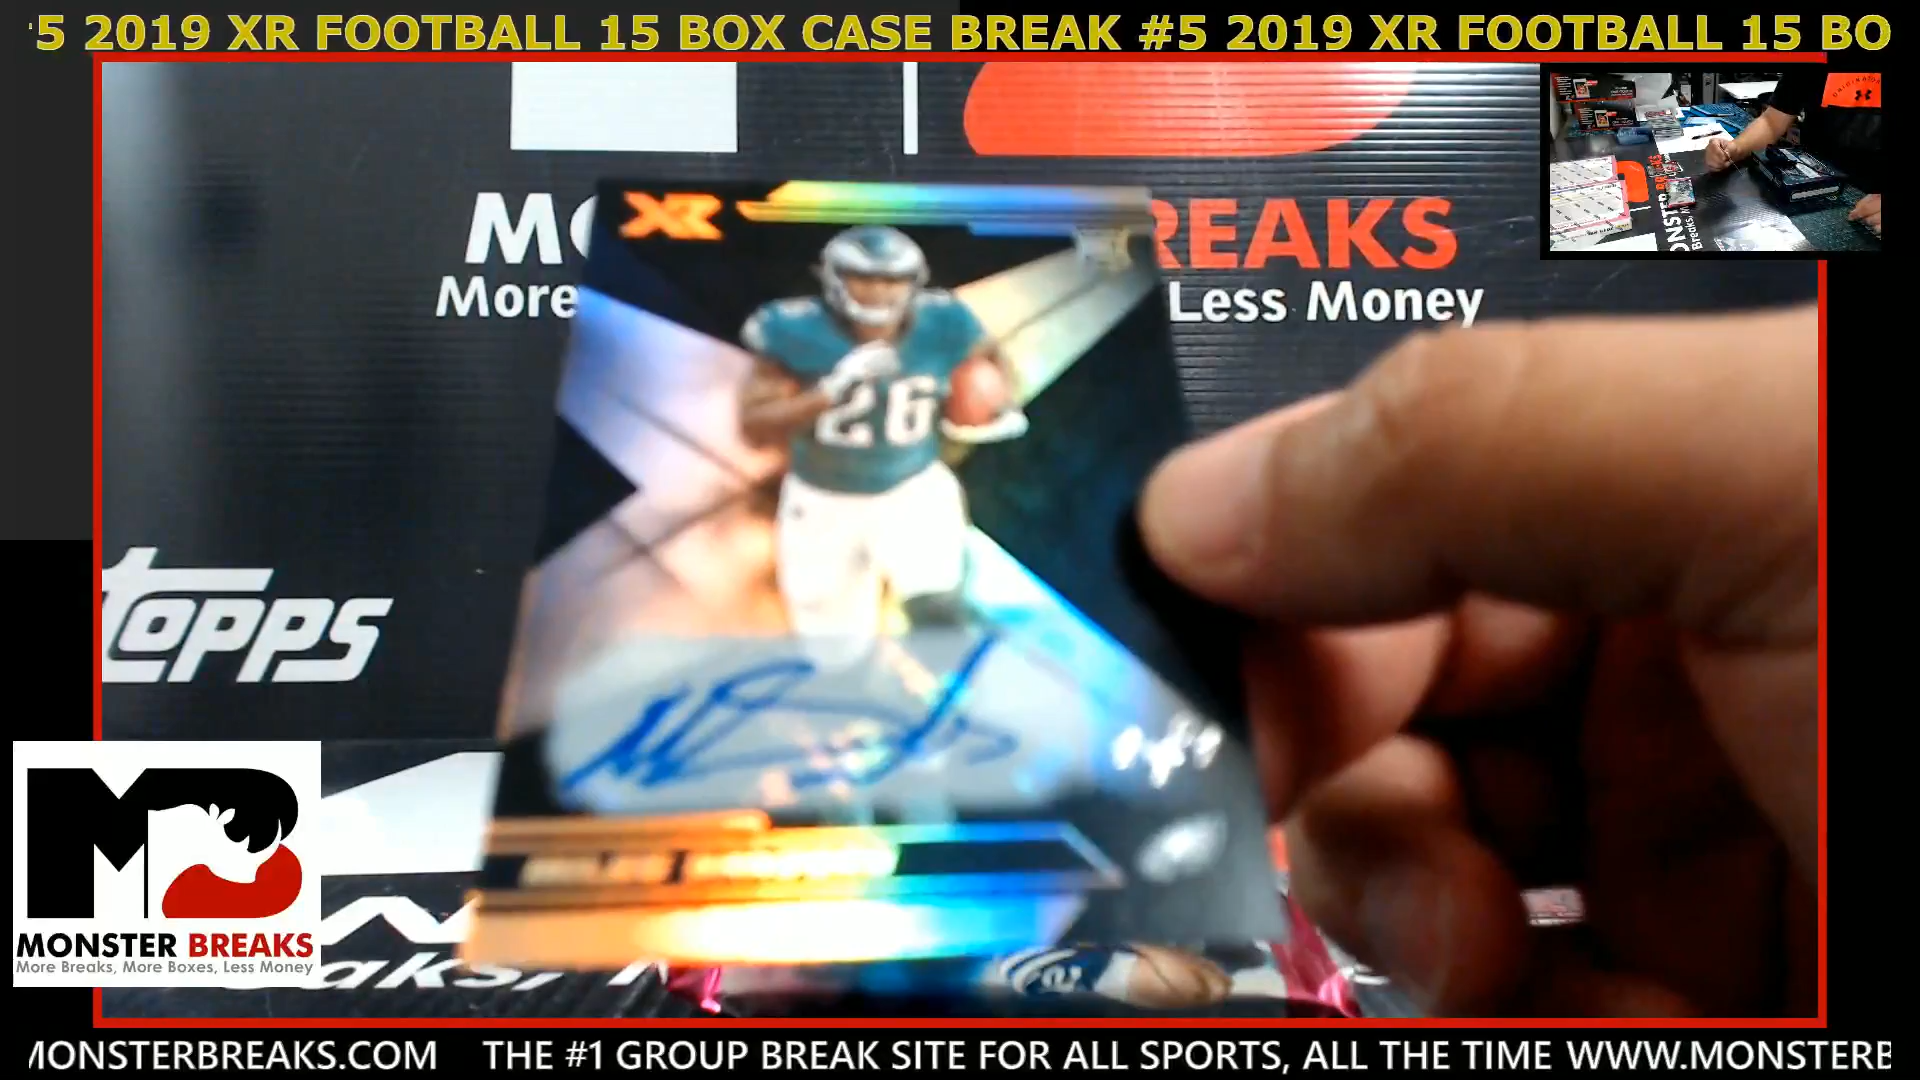 '5 2019 XR FOOTBALL 15 BOX CASE BREAK #5 2019 XR FOOTBALL 15 BO
REAKS
More
Less Money
XR
26
topps
MONSTER BREAKS
More Breaks, More Boxes, Less Money
MONSTERBREAKS.COM THE #1 GROUP BREAK SITE FOR ALL SPORTS, ALL THE TIME WWW.MONSTERB